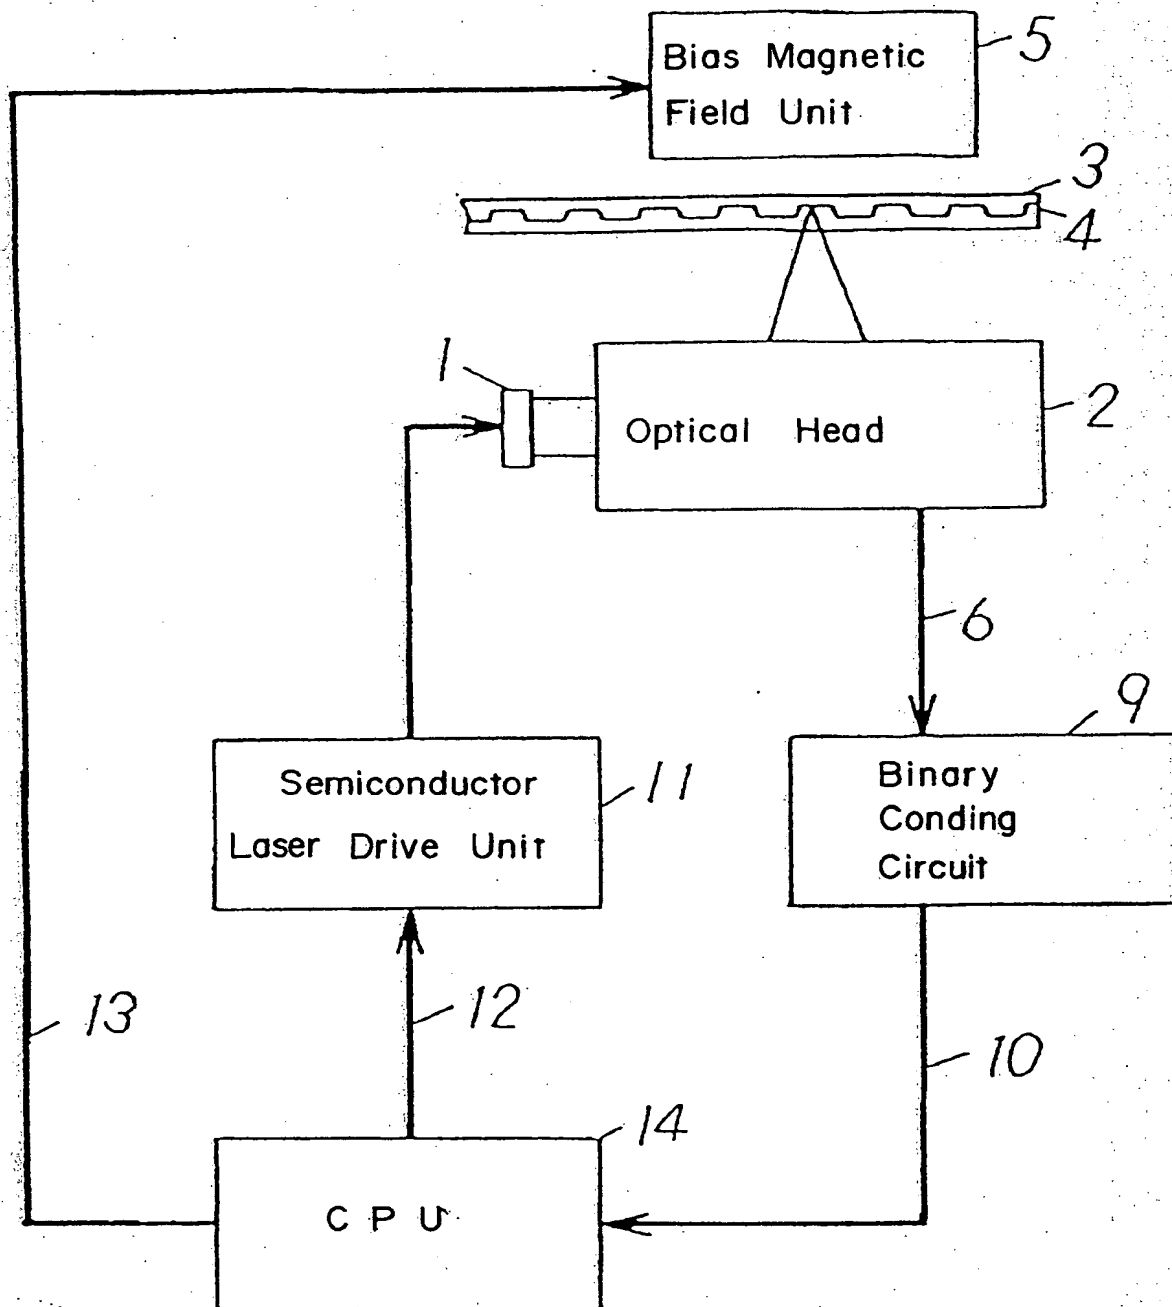 Bias Magnetic
Field Unit
5
3
4
1
Optical Head
2
6
9
Semiconductor
Laser Drive Unit
11
Binary
Conding
Circuit
13
12
10
14
CPU